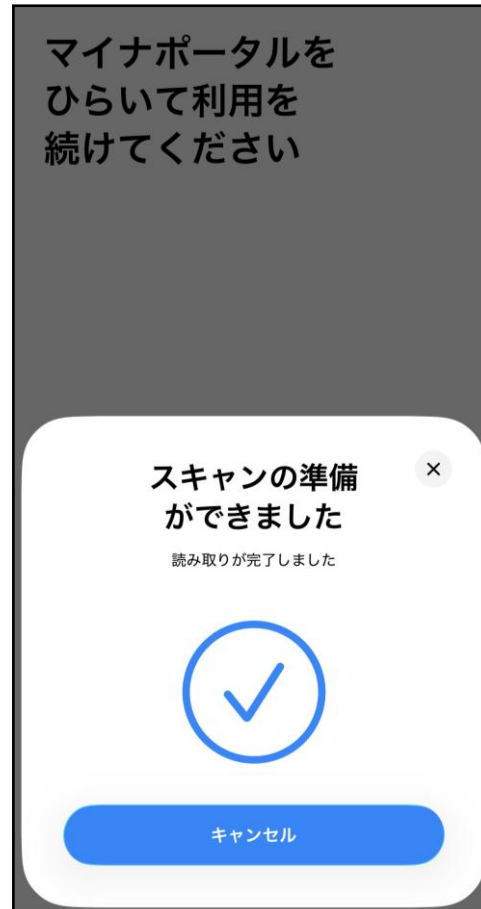 マイナポータルを
ひらいて利用を
続けてください
スキャンの準備
ができました
読み取りが完了しました
キャンセル